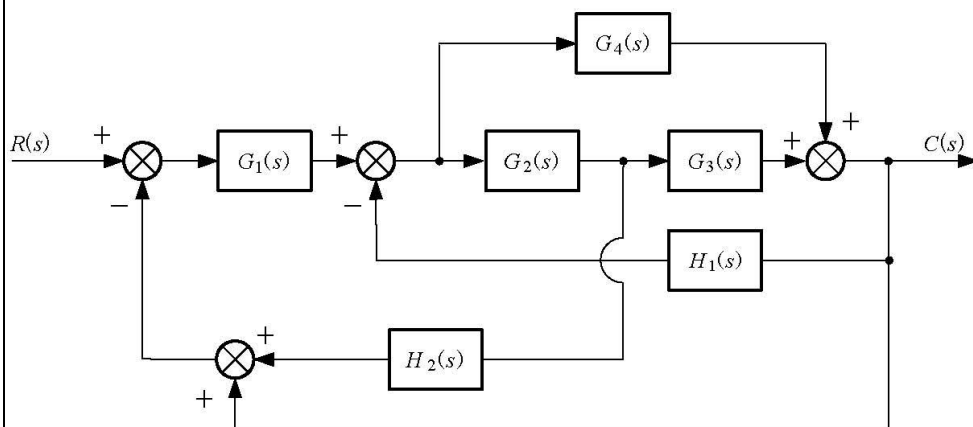 G₄(s)
+
R(s)
+
G₁(s)
+
G₂(s)
G₃(s)
+
C(s)
−
−
H₁(s)
+
H₂(s)
+